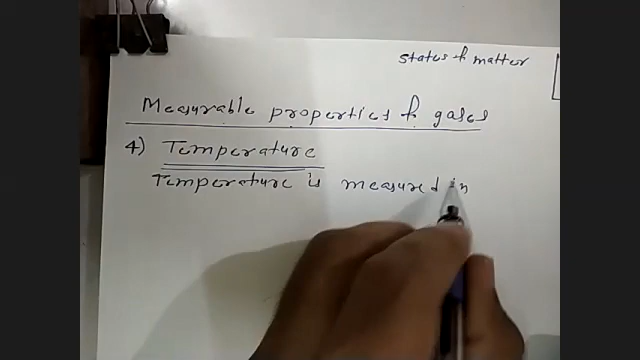 States of matter
Measurable properties of gases
4) Temperature
Temperature is measured in